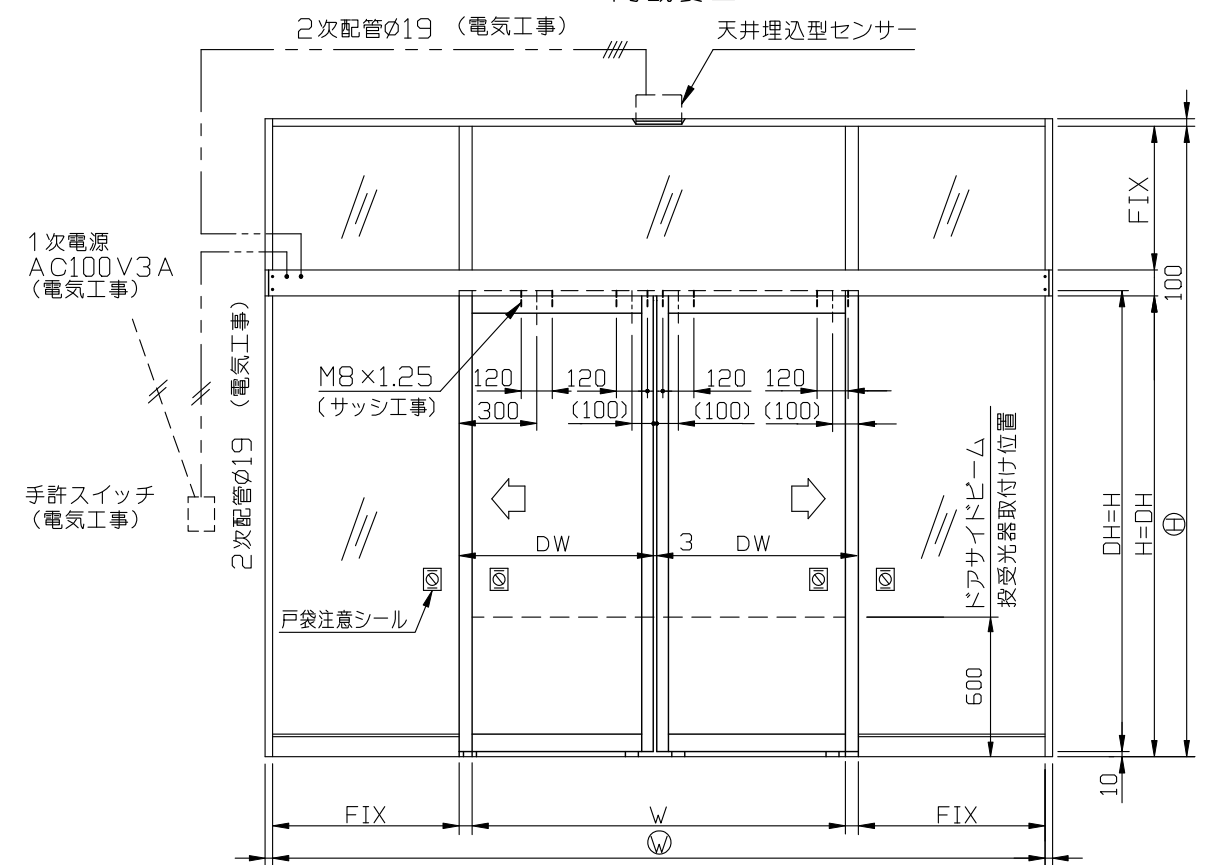 2次配管Ø19 (電気工事)
天井埋込型センサー
1次電源
AC100V3A
(電気工事)
2次配管Ø19 (電気工事)
手許スイッチ
(電気工事)
M8×1.25
(サッシ工事)
120
120
120
120
300
(100)
(100)
(100)
FIX
100
DH=H
H=DH
H
ドアサイドビーム
投受光器取付け位置
DW
3
DW
戸袋注意シール
600
10
FIX
W
FIX
W